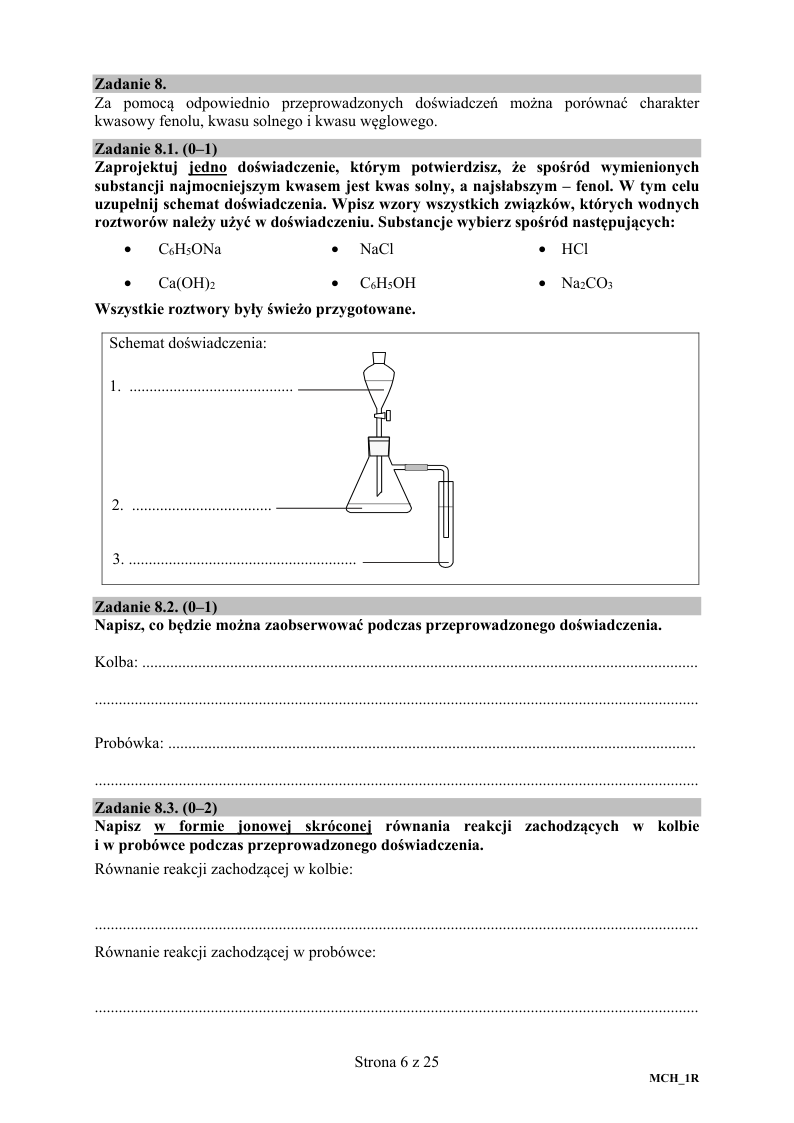 Zadanie 8.
Za pomocą odpowiednio przeprowadzonych doświadczeń można porównać charakter
kwasowy fenolu, kwasu solnego i kwasu węglowego.
Zadanie 8.1. (0–1)
Zaprojektuj jedno doświadczenie, którym potwierdzisz, że spośród wymienionych
substancji najmocniejszym kwasem jest kwas solny, a najsłabszym – fenol. W tym celu
uzupełnij schemat doświadczenia. Wpisz wzory wszystkich związków, których wodnych
roztworów należy użyć w doświadczeniu. Substancje wybierz spośród następujących:
• C₆H₅ONa • NaCl • HCl
• Ca(OH)₂ • C₆H₅OH • Na₂CO₃
Wszystkie roztwory były świeżo przygotowane.
Schemat doświadczenia:
1. .........................................
2. ...................................
3. .........................................................
Zadanie 8.2. (0–1)
Napisz, co będzie można zaobserwować podczas przeprowadzonego doświadczenia.
Kolba: ...........................................................................................................................................
.......................................................................................................................................................
Probówka: ....................................................................................................................................
.......................................................................................................................................................
Zadanie 8.3. (0–2)
Napisz w formie jonowej skróconej równania reakcji zachodzących w kolbie
i w probówce podczas przeprowadzonego doświadczenia.
Równanie reakcji zachodzącej w kolbie:
.......................................................................................................................................................
Równanie reakcji zachodzącej w probówce:
.......................................................................................................................................................
Strona 6 z 25
MCH_1R